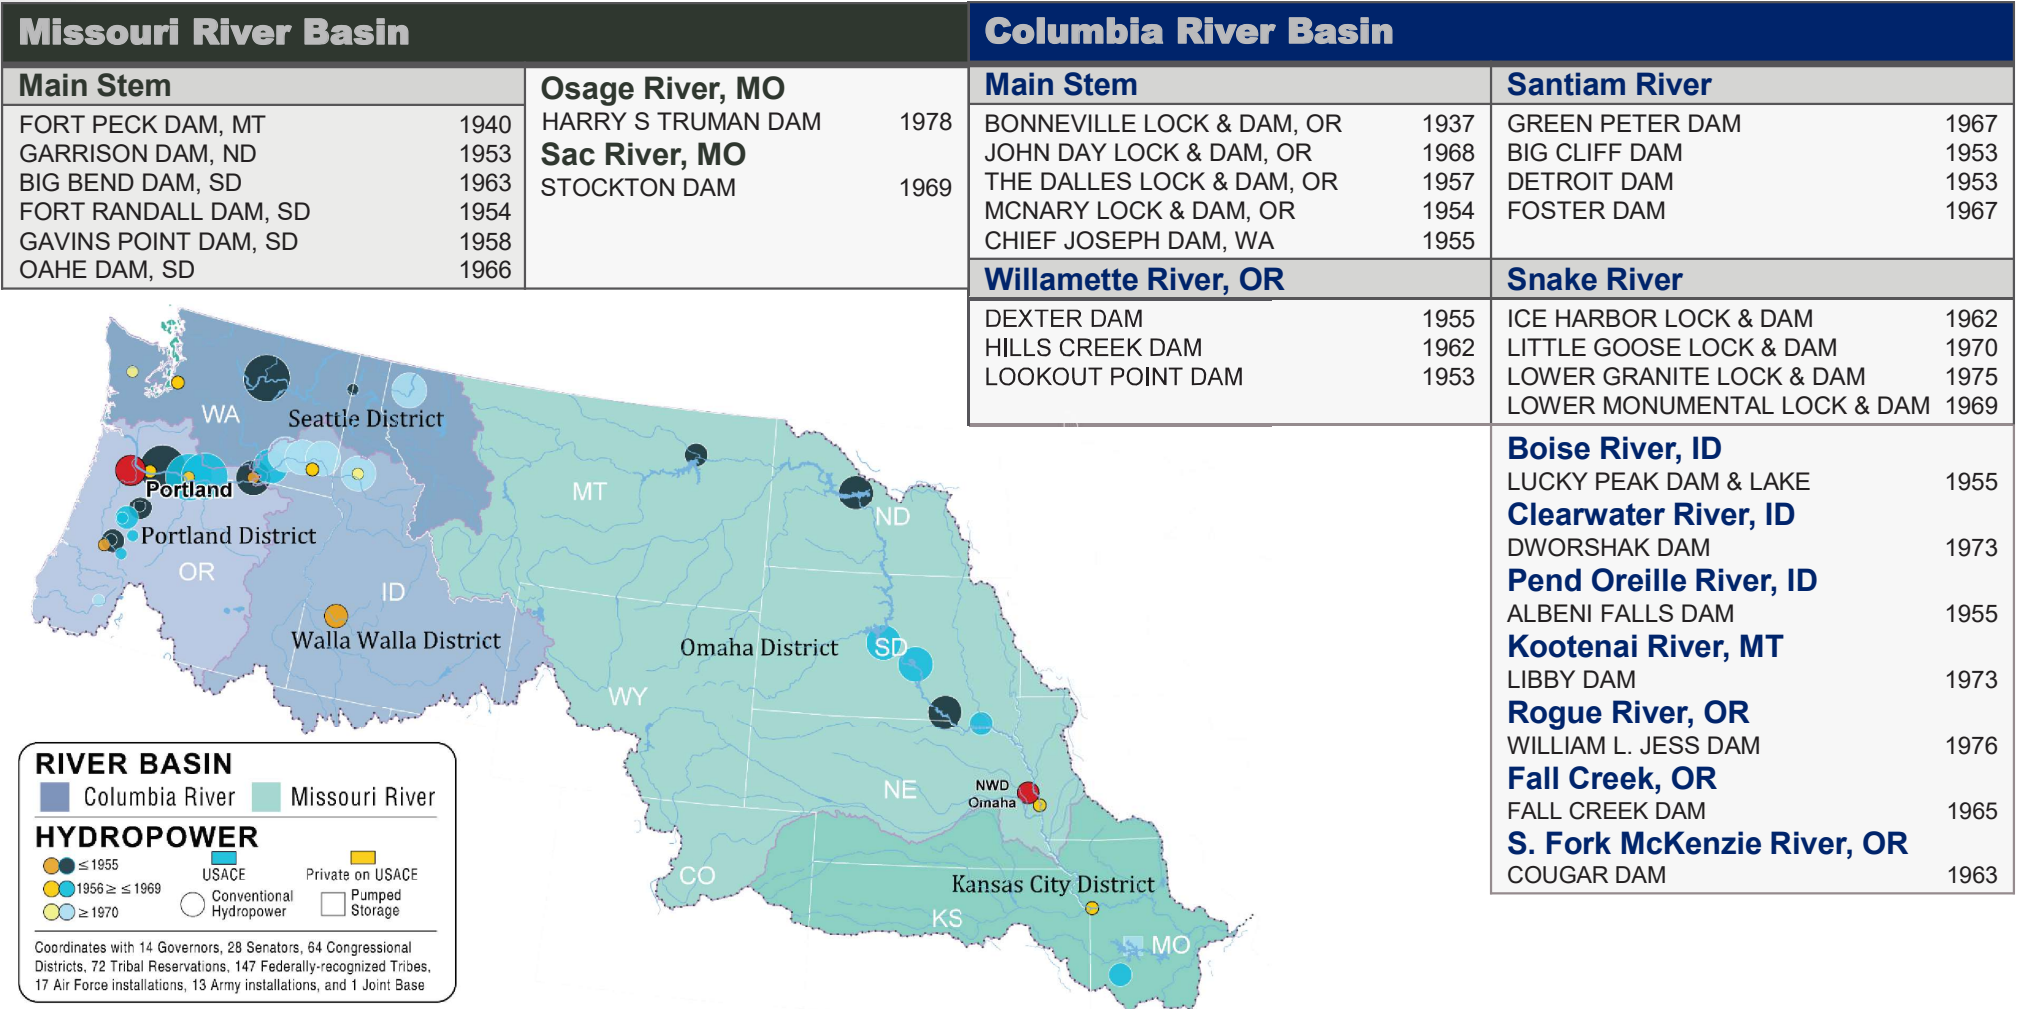 Missouri River Basin
Main Stem
FORT PECK DAM, MT 1940
GARRISON DAM, ND 1953
BIG BEND DAM, SD 1963
FORT RANDALL DAM, SD 1954
GAVINS POINT DAM, SD 1958
OAHE DAM, SD 1966
Osage River, MO
HARRY S TRUMAN DAM 1978
Sac River, MO
STOCKTON DAM 1969
Columbia River Basin
Main Stem
BONNEVILLE LOCK & DAM, OR 1937
JOHN DAY LOCK & DAM, OR 1968
THE DALLES LOCK & DAM, OR 1957
MCNARY LOCK & DAM, OR 1954
CHIEF JOSEPH DAM, WA 1955
Willamette River, OR
DEXTER DAM 1955
HILLS CREEK DAM 1962
LOOKOUT POINT DAM 1953
Santiam River
GREEN PETER DAM 1967
BIG CLIFF DAM 1953
DETROIT DAM 1953
FOSTER DAM 1967
Snake River
ICE HARBOR LOCK & DAM 1962
LITTLE GOOSE LOCK & DAM 1970
LOWER GRANITE LOCK & DAM 1975
LOWER MONUMENTAL LOCK & DAM 1969
Boise River, ID
LUCKY PEAK DAM & LAKE 1955
Clearwater River, ID
DWORSHAK DAM 1973
Pend Oreille River, ID
ALBENI FALLS DAM 1955
Kootenai River, MT
LIBBY DAM 1973
Rogue River, OR
WILLIAM L. JESS DAM 1976
Fall Creek, OR
FALL CREEK DAM 1965
S. Fork McKenzie River, OR
COUGAR DAM 1963
WA
Seattle District
Portland
Portland District
OR
ID
Walla Walla District
MT
ND
Omaha District
SD
WY
NE
NWD
Omaha
CO
Kansas City District
KS
MO
RIVER BASIN
Columbia River
Missouri River
HYDROPOWER
≤ 1955
1956 ≥ ≤ 1969
≥ 1970
USACE
Private on USACE
Conventional
Hydropower
Pumped
Storage
Coordinates with 14 Governors, 28 Senators, 64 Congressional
Districts, 72 Tribal Reservations, 147 Federally-recognized Tribes,
17 Air Force installations, 13 Army installations, and 1 Joint Base